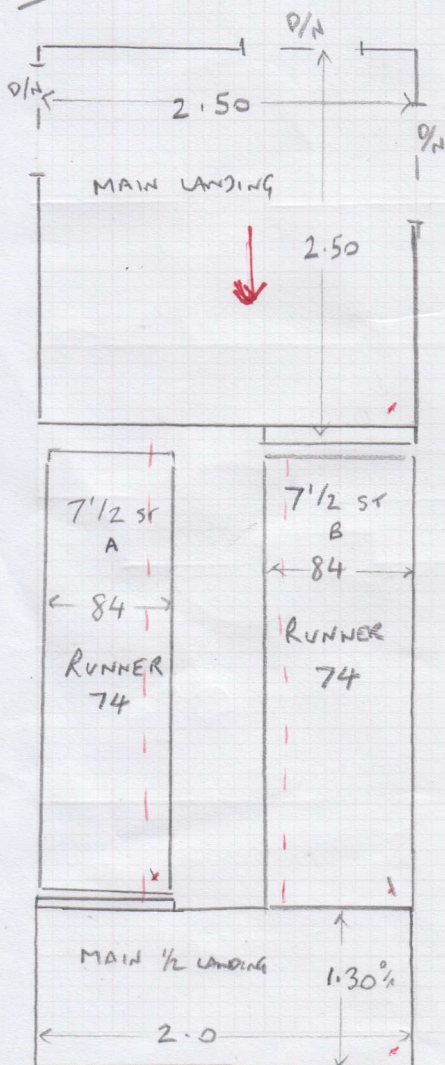 D/N
D/N
2.50
D/N
MAIN LANDING
2.50
7'1/2 ST
A
84
RUNNER
74
7'1/2 ST
B
84
RUNNER
74
MAIN 1/2 LANDING
1.30
2.0